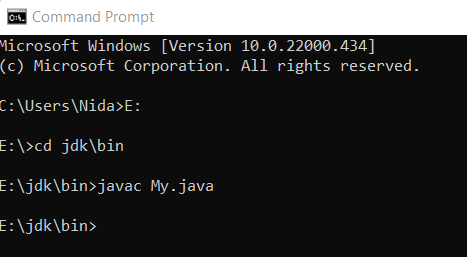 C:\. Command Prompt
Microsoft Windows [Version 10.0.22000.434]
(c) Microsoft Corporation. All rights reserved.
C:\Users\Nida>E:
E:\>cd jdk\bin
E:\jdk\bin>javac My.java
E:\jdk\bin>